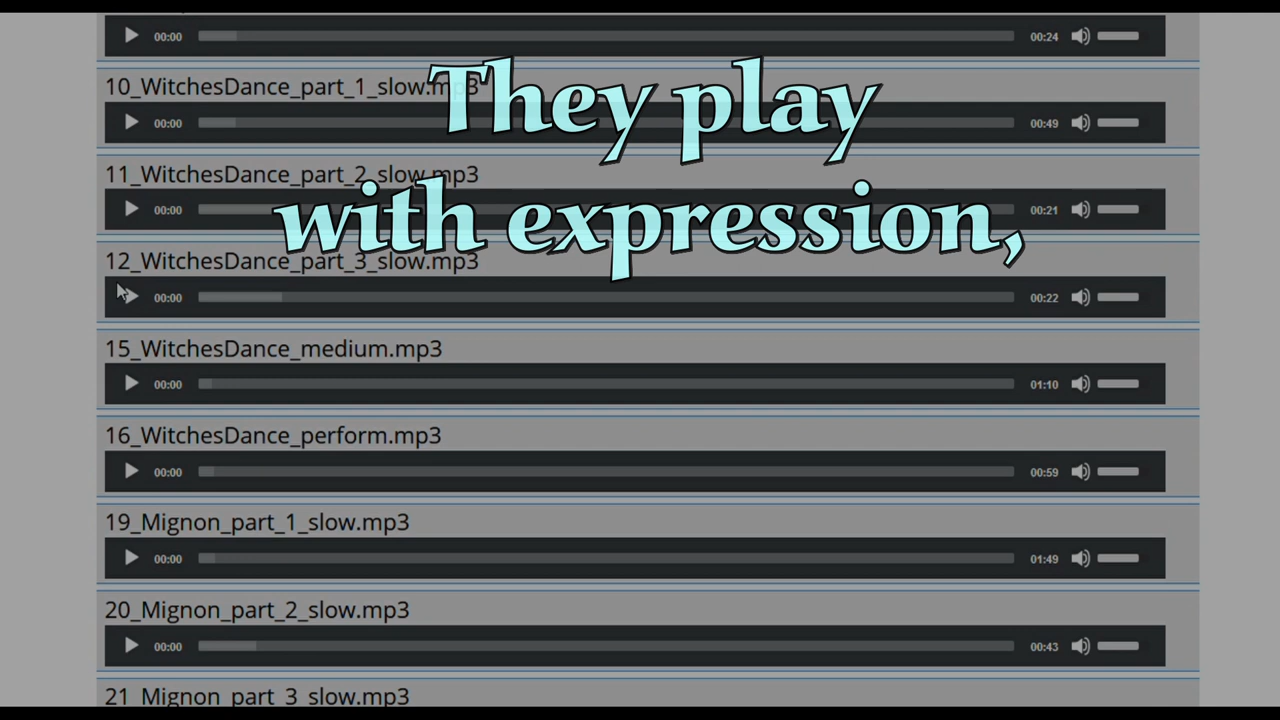 00:00 00:24
10_WitchesDance_part_1_slow.mp3
They play
00:00 00:49
11_WitchesDance_part_2_slow.mp3
with expression,
00:00 00:21
12_WitchesDance_part_3_slow.mp3
00:00 00:22
15_WitchesDance_medium.mp3
00:00 01:10
16_WitchesDance_perform.mp3
00:00 00:59
19_Mignon_part_1_slow.mp3
00:00 01:49
20_Mignon_part_2_slow.mp3
00:00 00:43
21_Mignon_part_3_slow.mp3